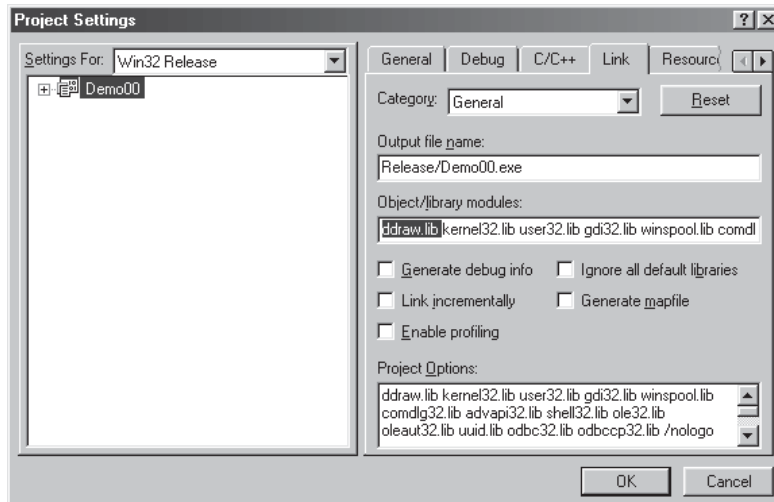 Project Settings
Settings For: Win32 Release
Demo00
General Debug C/C++ Link
Category: General Reset
Output file name:
Release/Demo00.exe
Object/library modules:
ddraw.lib kernel32.lib user32.lib gdi32.lib winspool.lib comdl
Generate debug info Ignore all default libraries
Link incrementally Generate mapfile
Enable profiling
Project Options:
ddraw.lib kernel32.lib user32.lib gdi32.lib winspool.lib
comdlg32.lib advapi32.lib shell32.lib ole32.lib
oleaut32.lib uuid.lib odbc32.lib odbccp32.lib /nologo
OK Cancel